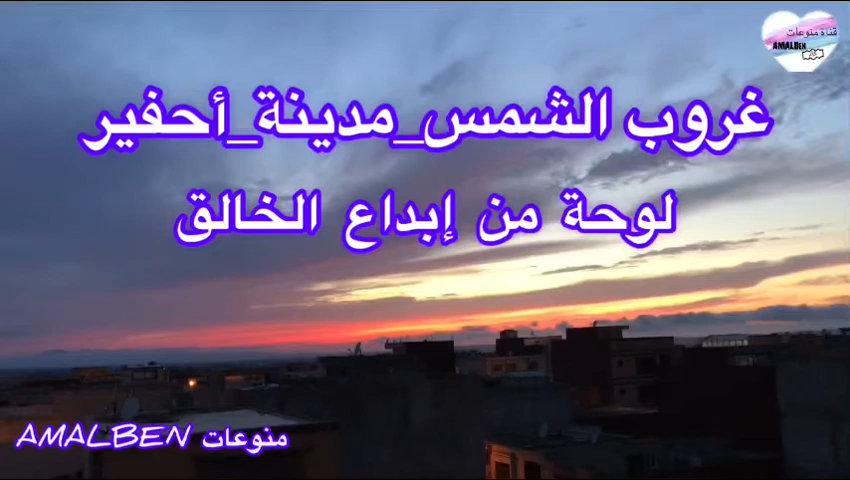 قناة منوعات
AMALBEN
غروب الشمس_مدينة_أحفير
لوحة من إبداع الخالق
منوعات AMALBEN